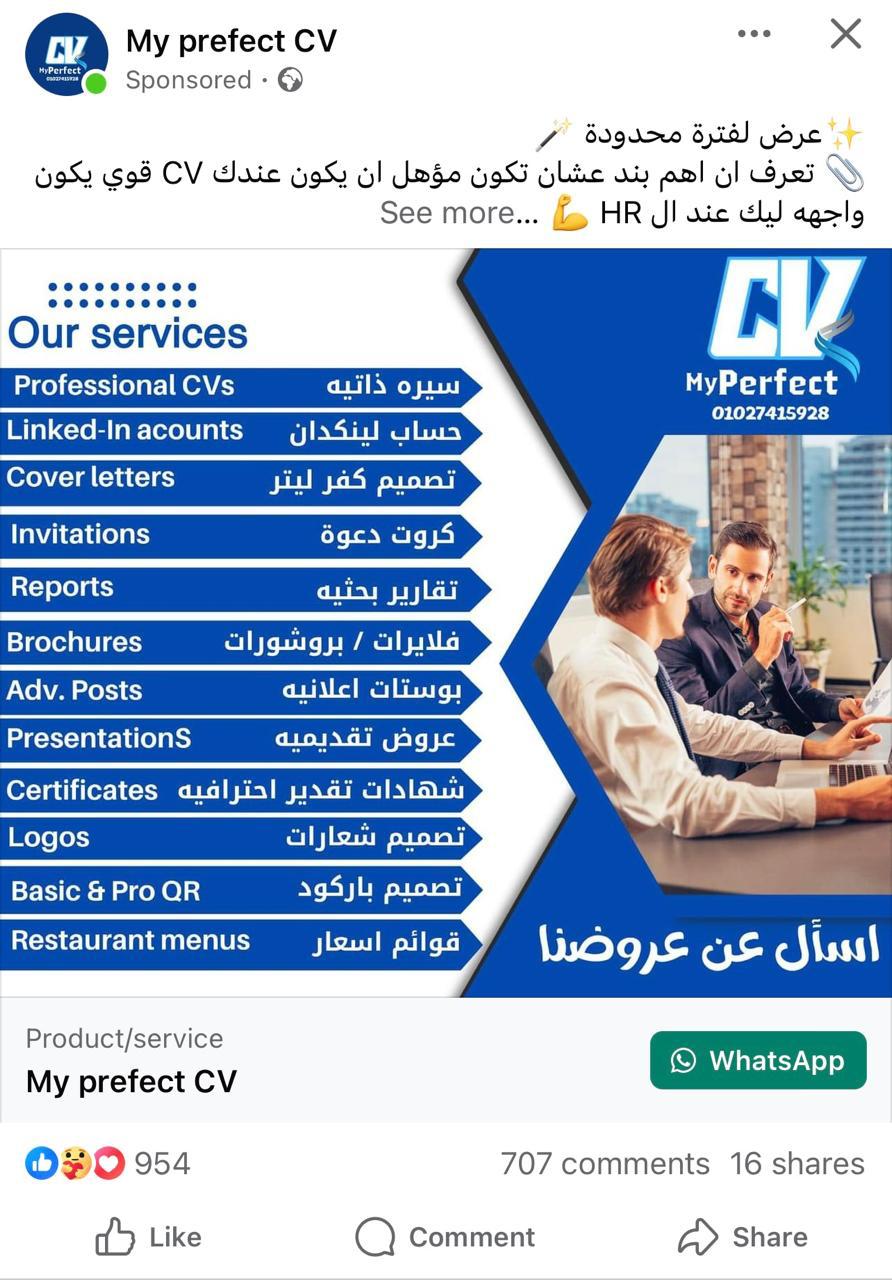 My prefect CV
Sponsored ·
✨عرض لفترة محدودة 🪄
📎 تعرف ان اهم بند عشان تكون مؤهل ان يكون عندك CV قوي يكون
واجهه ليك عند ال HR 💪 ...See more
CV
MyPerfect
01027415928
Our services
Professional CVs سيره ذاتيه
Linked-In acounts حساب لينكدان
Cover letters تصميم كفر ليتر
Invitations كروت دعوة
Reports تقارير بحثيه
Brochures فلايرات / بروشورات
Adv. Posts بوستات اعلانيه
PresentationS عروض تقديميه
Certificates شهادات تقدير احترافيه
Logos تصميم شعارات
Basic & Pro QR تصميم باركود
Restaurant menus قوائم اسعار
CV
MyPerfect
01027415928
اسأل عن عروضنا
Product/service
My prefect CV
WhatsApp
954
707 comments 16 shares
Like Comment Share